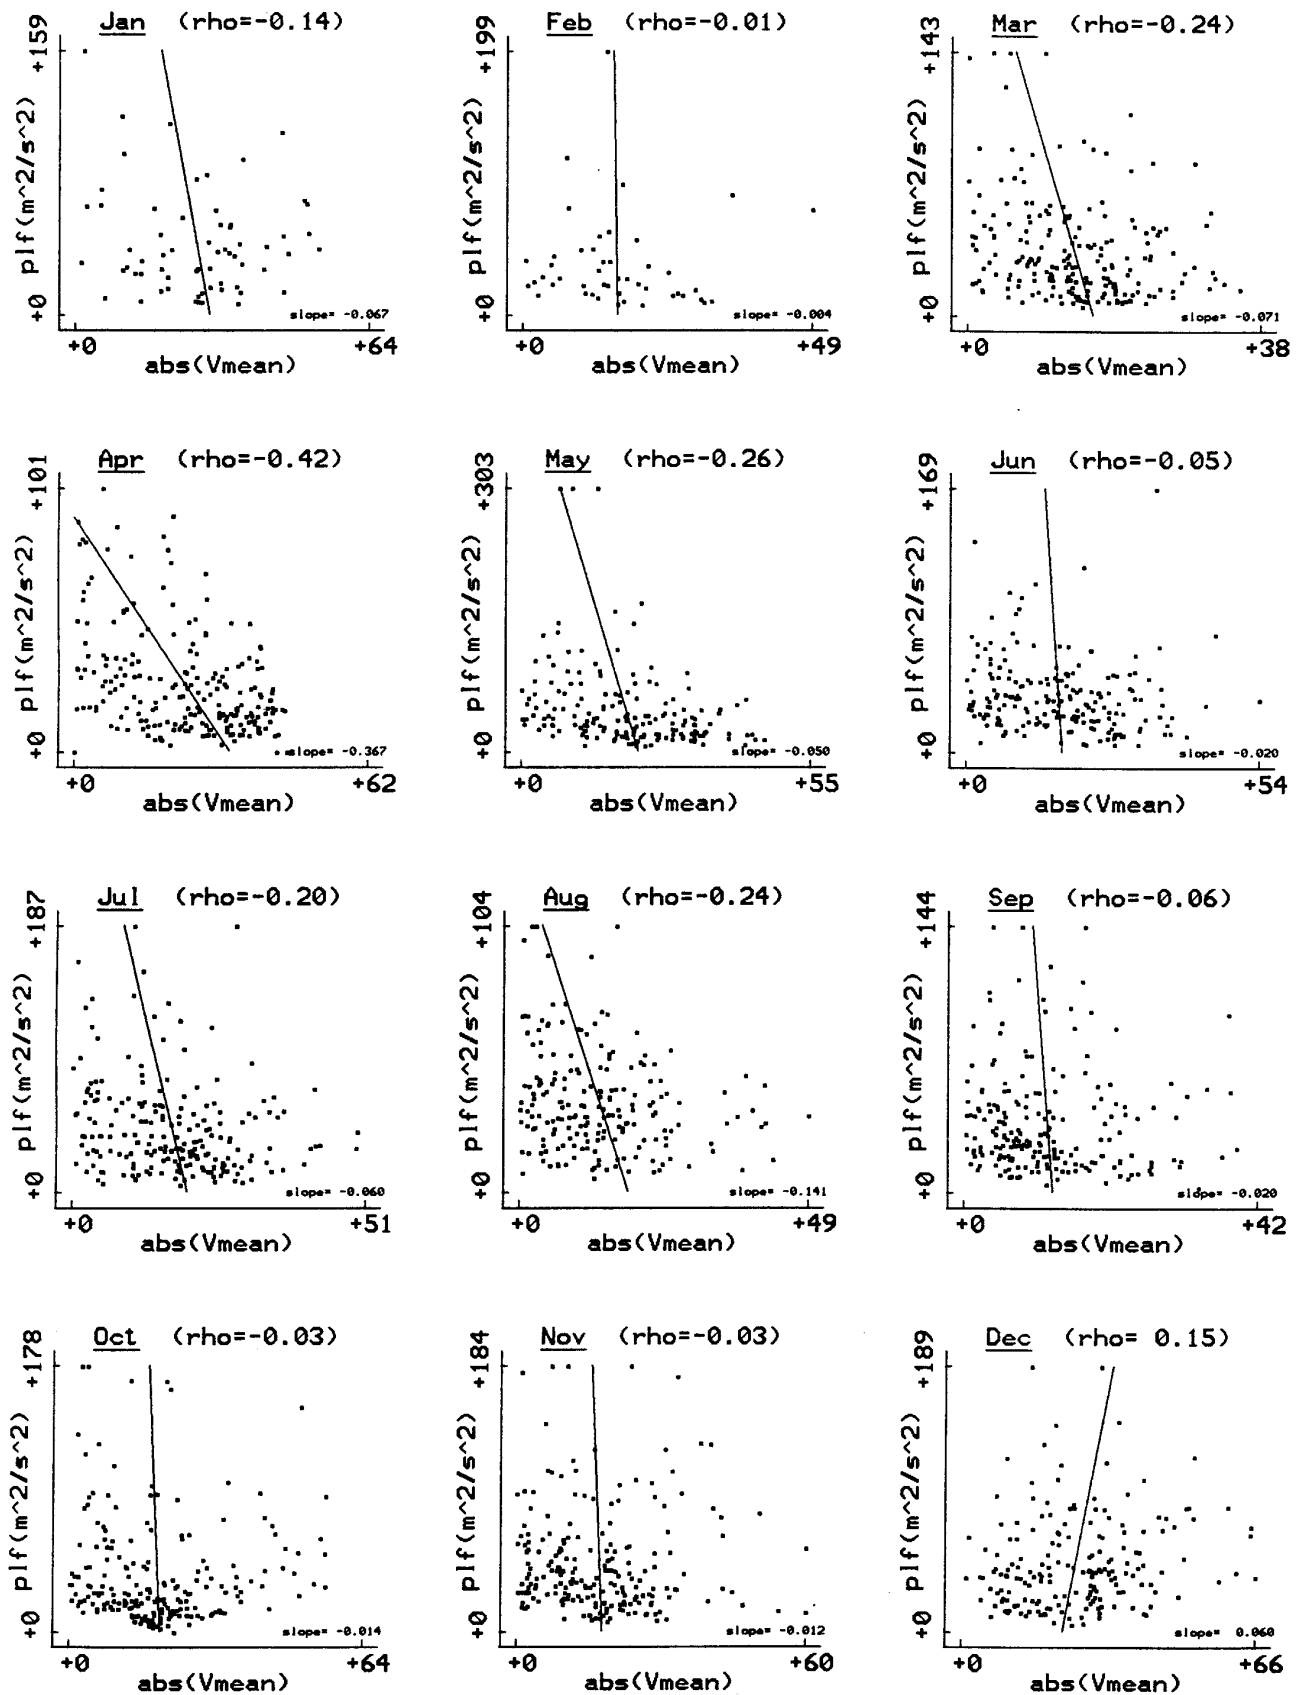 Jan (rho=-0.14)
+159
plf(m^2/s^2)
+0
slope= -0.067
+0 +64
abs(Vmean)
Feb (rho=-0.01)
+199
plf(m^2/s^2)
+0
slope= -0.004
+0 +49
abs(Vmean)
Mar (rho=-0.24)
+143
plf(m^2/s^2)
+0
slope= -0.071
+0 +38
abs(Vmean)
Apr (rho=-0.42)
+101
plf(m^2/s^2)
+0
slope= -0.367
+0 +62
abs(Vmean)
May (rho=-0.26)
+303
plf(m^2/s^2)
+0
slope= -0.050
+0 +55
abs(Vmean)
Jun (rho=-0.05)
+169
plf(m^2/s^2)
+0
slope= -0.020
+0 +54
abs(Vmean)
Jul (rho=-0.20)
+187
plf(m^2/s^2)
+0
slope= -0.060
+0 +51
abs(Vmean)
Aug (rho=-0.24)
+104
plf(m^2/s^2)
+0
slope= -0.141
+0 +49
abs(Vmean)
Sep (rho=-0.06)
+144
plf(m^2/s^2)
+0
slope= -0.020
+0 +42
abs(Vmean)
Oct (rho=-0.03)
+178
plf(m^2/s^2)
+0
slope= -0.014
+0 +64
abs(Vmean)
Nov (rho=-0.03)
+184
plf(m^2/s^2)
+0
slope= -0.012
+0 +60
abs(Vmean)
Dec (rho= 0.15)
+189
plf(m^2/s^2)
+0
slope= 0.060
+0 +66
abs(Vmean)